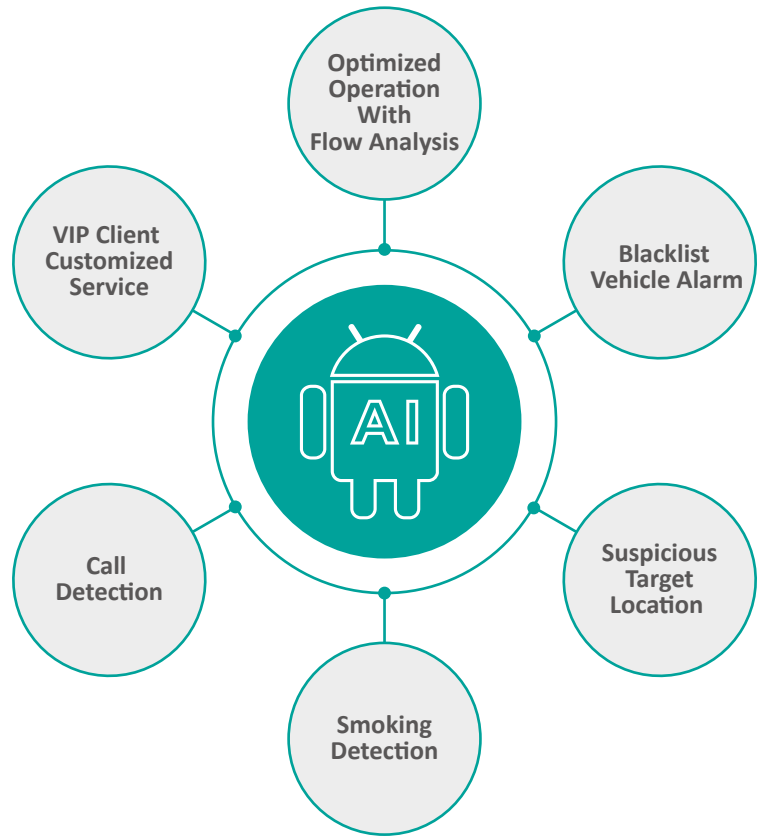 Optimized
Operation
With
Flow Analysis
VIP Client
Customized
Service
Blacklist
Vehicle Alarm
AI
Call
Detection
Suspicious
Target
Location
Smoking
Detection